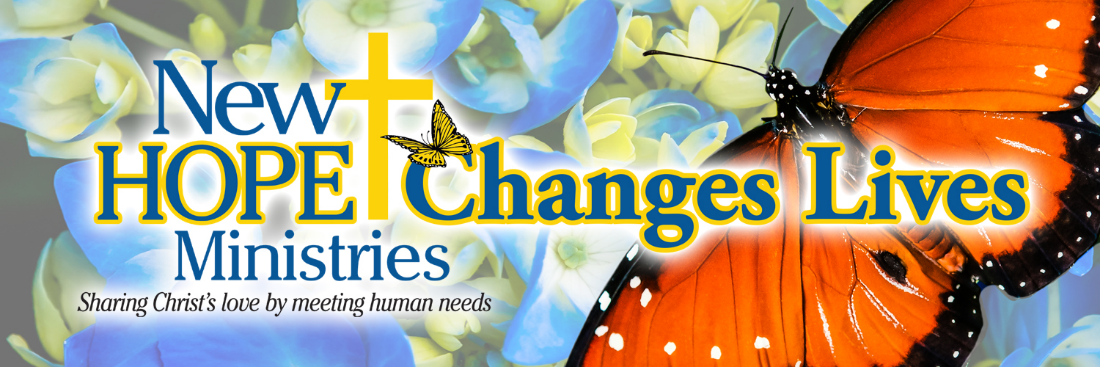 New
HOPE Changes Lives
Ministries
Sharing Christ's love by meeting human needs